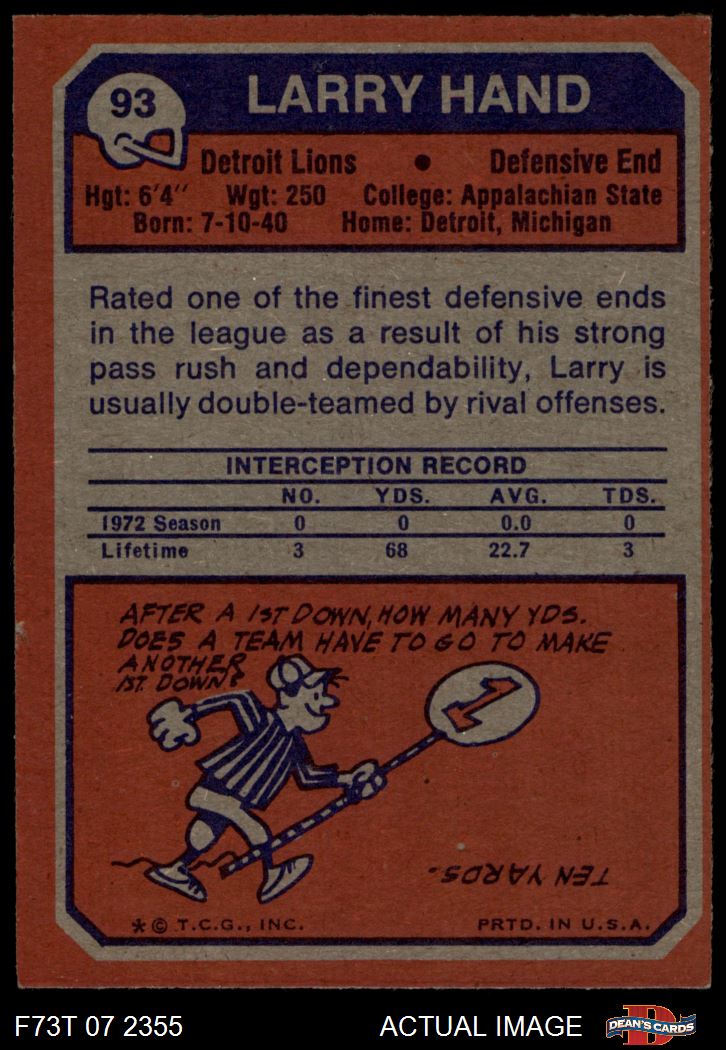 93
LARRY HAND
Detroit Lions • Defensive End
Hgt: 6'4" Wgt: 250 College: Appalachian State
Born: 7-10-40 Home: Detroit, Michigan
Rated one of the finest defensive ends
in the league as a result of his strong
pass rush and dependability, Larry is
usually double-teamed by rival offenses.
INTERCEPTION RECORD
NO. YDS. AVG. TDS.
1972 Season 0 0 0.0 0
Lifetime 3 68 22.7 3
AFTER A 1ST DOWN, HOW MANY YDS.
DOES A TEAM HAVE TO GO TO MAKE
ANOTHER
1ST. DOWN?
1
TEN YARDS.
* © T.C.G., INC. PRTD. IN U.S.A.
F73T 07 2355 ACTUAL IMAGE D DEAN'S CARDS